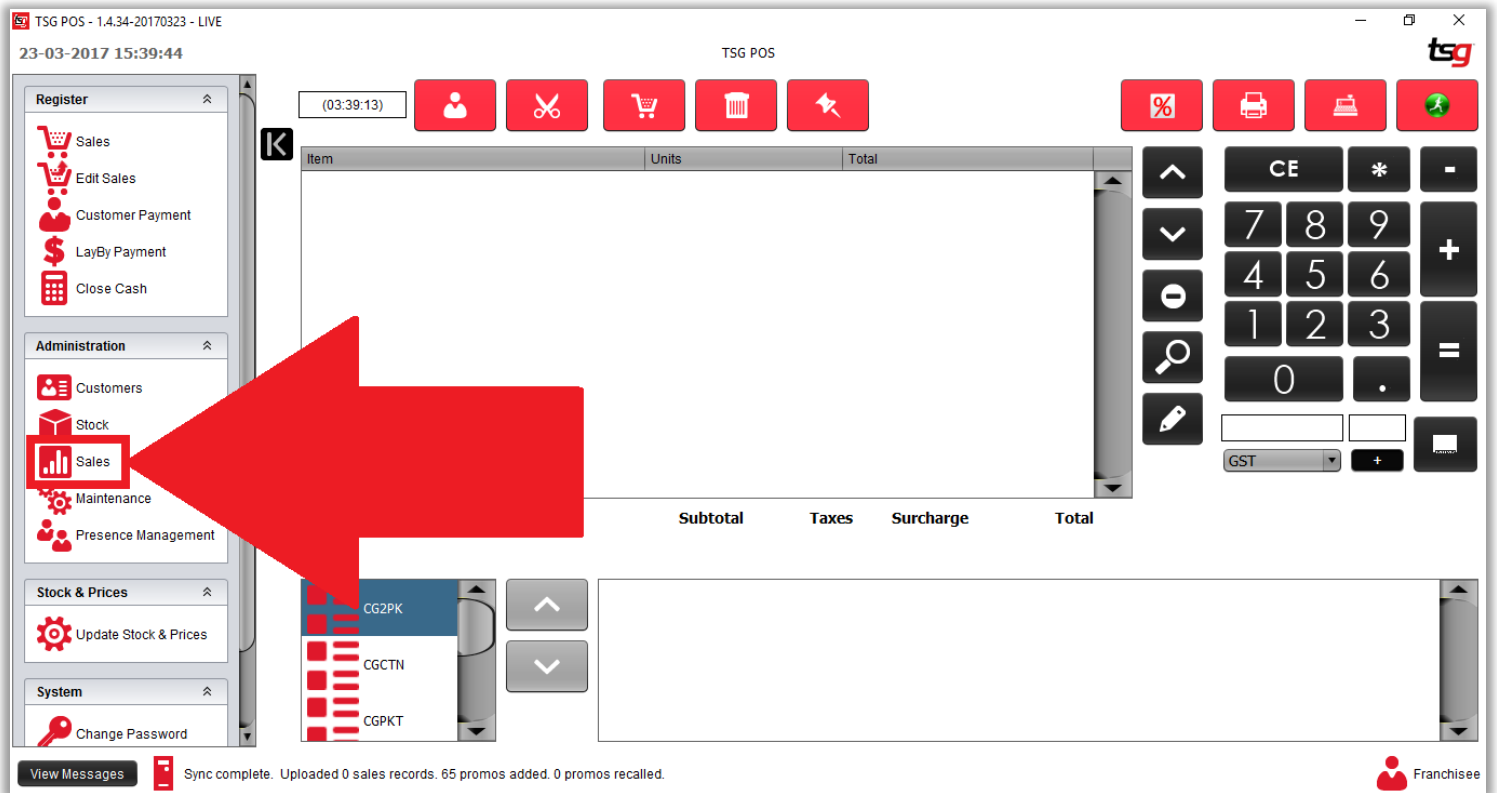 TSG POS - 1.4.34-20170323 - LIVE
23-03-2017 15:39:44
TSG POS
tsg
Register
Sales
Edit Sales
Customer Payment
LayBy Payment
Close Cash
Administration
Customers
Stock
Sales
Maintenance
Presence Management
Stock & Prices
Update Stock & Prices
System
Change Password
(03:39:13)
%
Item Units Total
CE * -
7 8 9 +
4 5 6
1 2 3 =
0 .
GST +
Subtotal Taxes Surcharge Total
CG2PK
CGCTN
CGPKT
View Messages
Sync complete. Uploaded 0 sales records. 65 promos added. 0 promos recalled.
Franchisee